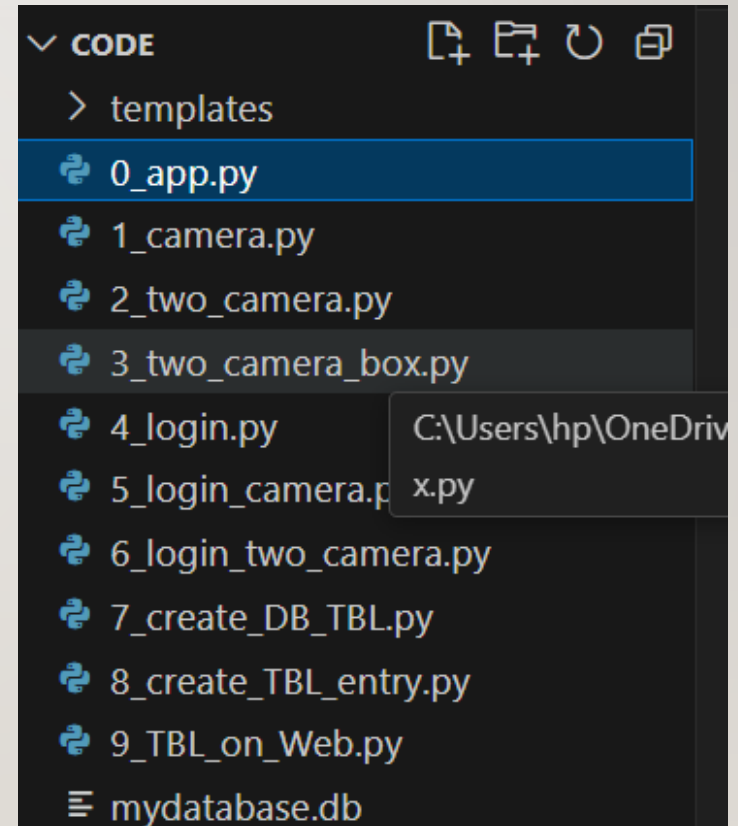 CODE
templates
0_app.py
1_camera.py
2_two_camera.py
3_two_camera_box.py
4_login.py
C:\Users\hp\OneDriv
5_login_camera.p
x.py
6_login_two_camera.py
7_create_DB_TBL.py
8_create_TBL_entry.py
9_TBL_on_Web.py
mydatabase.db